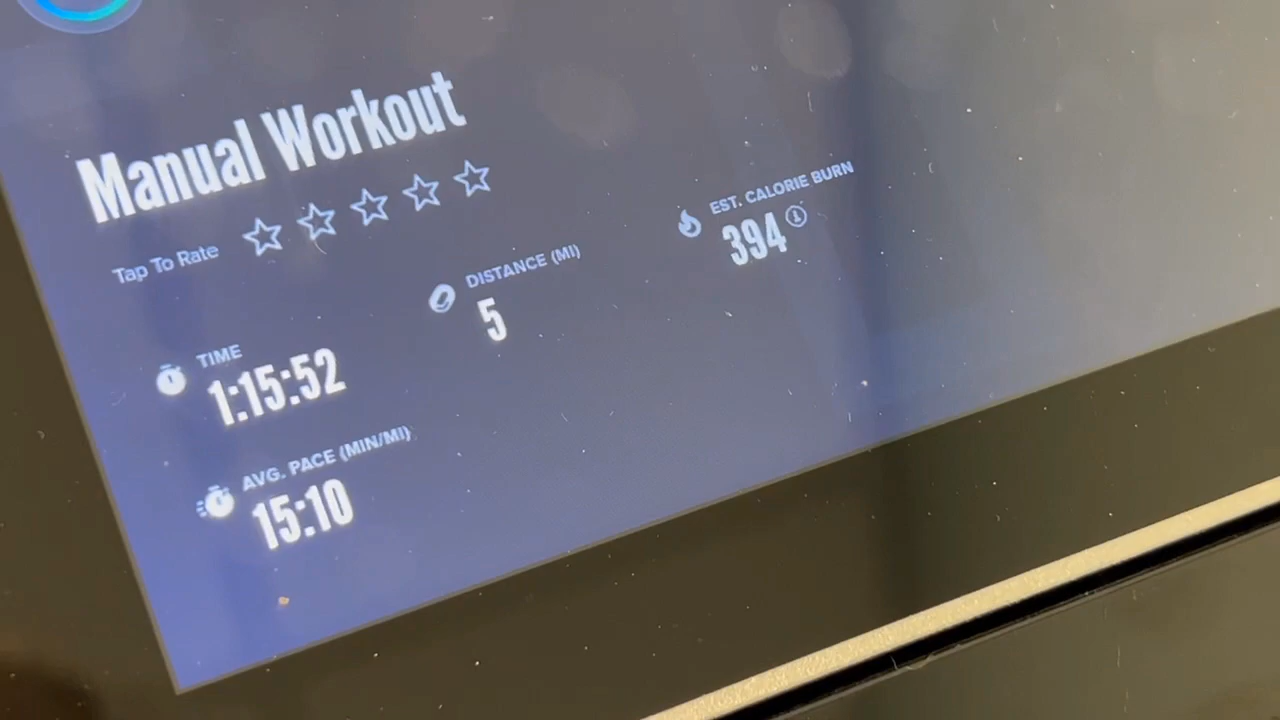 Manual Workout
Tap To Rate
TIME
1:15:52
DISTANCE (MI)
5
EST. CALORIE BURN
394
AVG. PACE (MIN/MI)
15:10